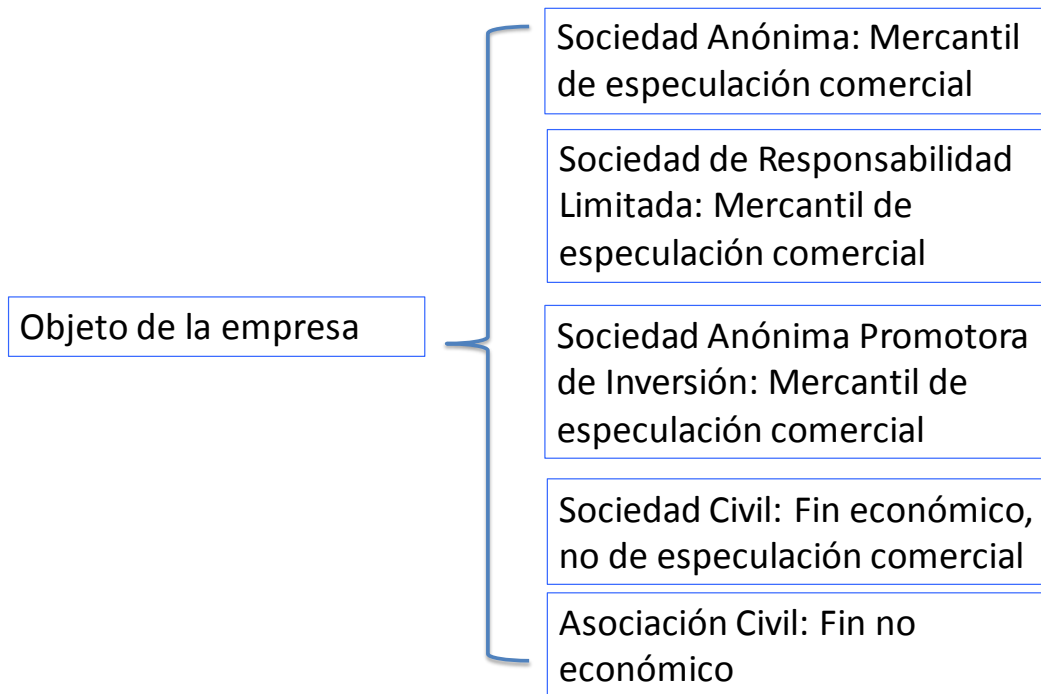 Sociedad Anónima: Mercantil
de especulación comercial
Sociedad de Responsabilidad
Limitada: Mercantil de
especulación comercial
Objeto de la empresa
Sociedad Anónima Promotora
de Inversión: Mercantil de
especulación comercial
Sociedad Civil: Fin económico,
no de especulación comercial
Asociación Civil: Fin no
económico